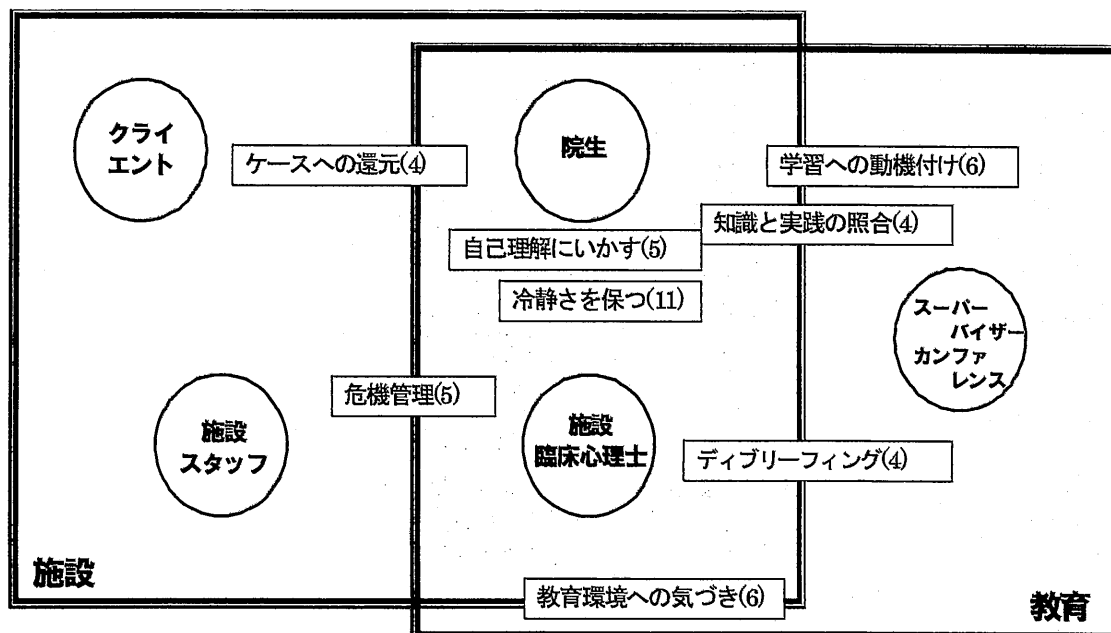 クライ
エント
ケースへの還元(4)
院生
学習への動機付け(6)
知識と実践の照合(4)
自己理解にいかす(5)
冷静さを保つ(11)
スーパー
バイザー
カンファ
レンス
危機管理(5)
施設
スタッフ
施設
臨床心理士
ディブリーフィング(4)
施設
教育環境への気づき(6)
教育